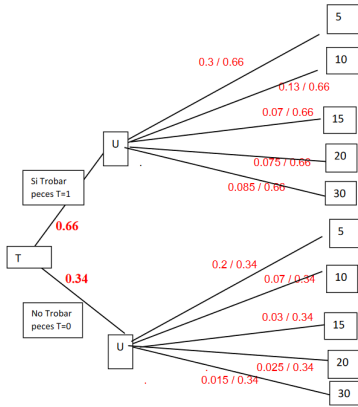 5
0.3 / 0.66
10
0.13 / 0.66
0.07 / 0.66
15
U
20
0.075 / 0.66
0.085 / 0.66
30
Si Trobar
peces T=1
0.66
5
T
0.2 / 0.34
0.34
0.07 / 0.34
10
No Trobar
peces T=0
0.03 / 0.34
15
U
20
0.025 / 0.34
0.015 / 0.34
30